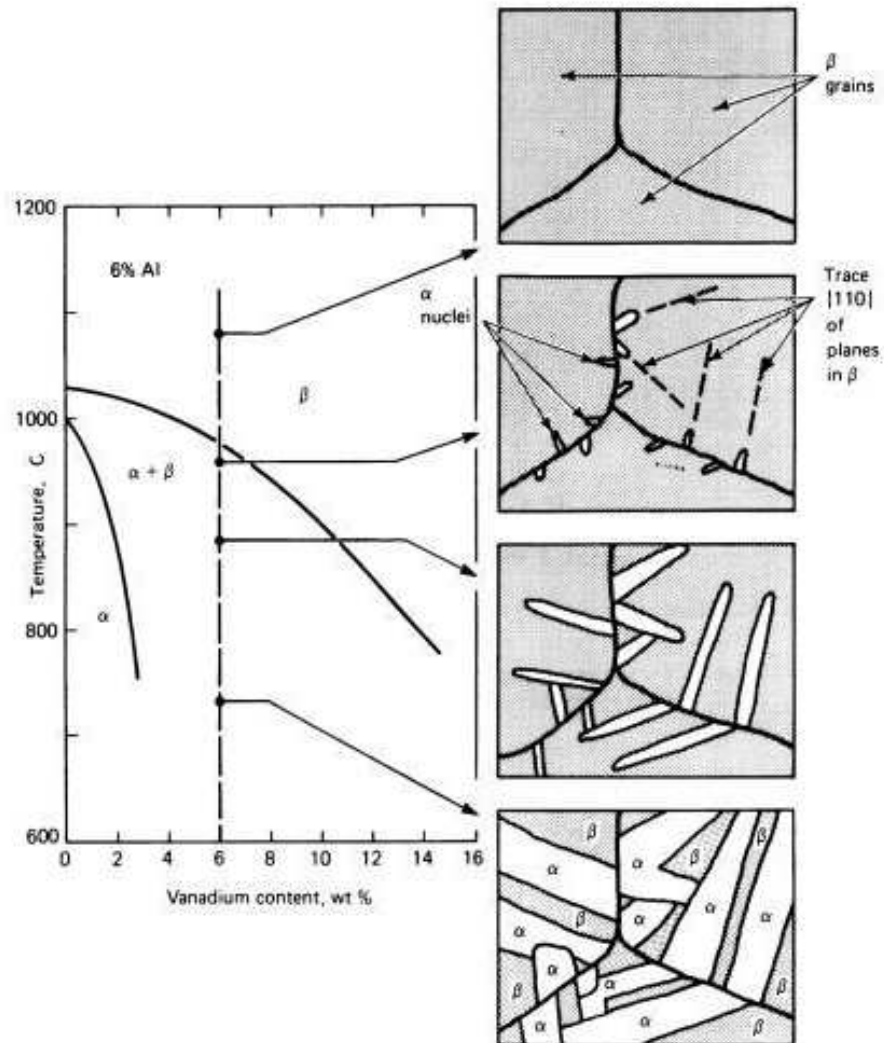 β
grains
1200
6% Al
α
nuclei
Trace
|110|
of
planes
in β
β
1000
α + β
Temperature, C
800
α
600
0 2 4 6 8 10 12 14 16
Vanadium content, wt %
β
α
β
β
α
α
β
α
α
α
α
β
α
α
β
α
α
β